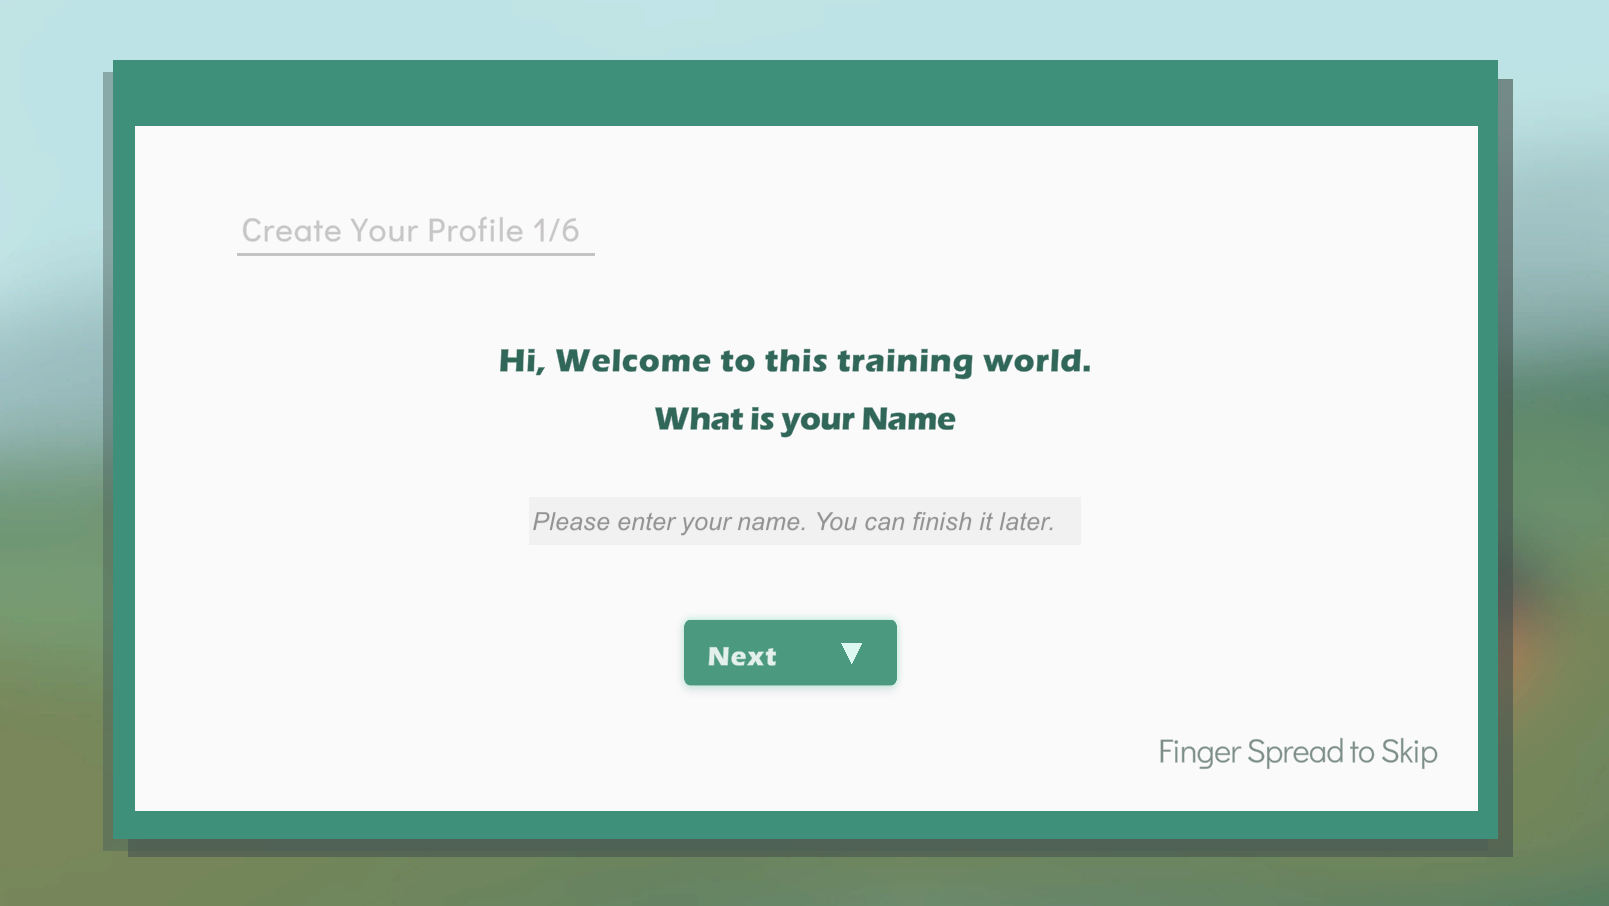 Create Your Profile 1/6
Hi, Welcome to this training world.
What is your Name
Please enter your name. You can finish it later.
Next
Finger Spread to Skip